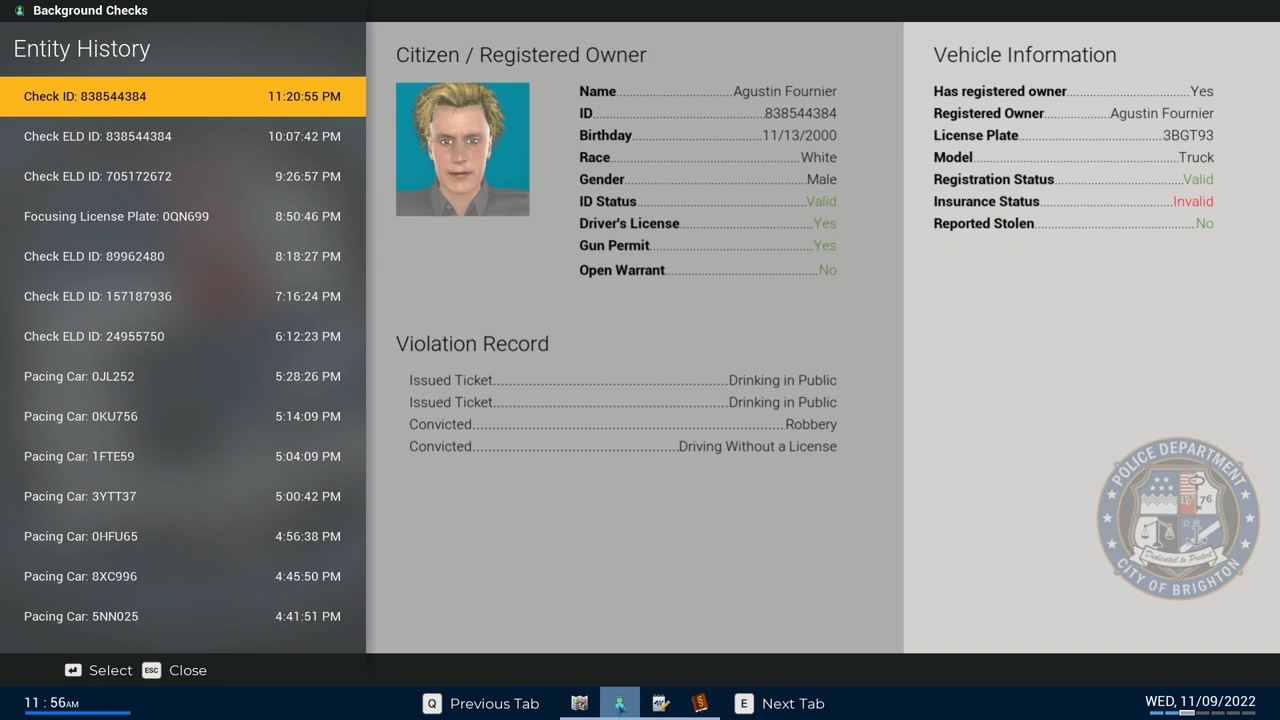 Background Checks
Entity History
Check ID: 838544384 11:20:55 PM
Check ELD ID: 838544384 10:07:42 PM
Check ELD ID: 705172672 9:26:57 PM
Focusing License Plate: 0QN699 8:50:46 PM
Check ELD ID: 89962480 8:18:27 PM
Check ELD ID: 157187936 7:16:24 PM
Check ELD ID: 24955750 6:12:23 PM
Pacing Car: 0JL252 5:28:26 PM
Pacing Car: 0KU756 5:14:09 PM
Pacing Car: 1FTE59 5:04:09 PM
Pacing Car: 3YTT37 5:00:42 PM
Pacing Car: 0HFU65 4:56:38 PM
Pacing Car: 8XC996 4:45:50 PM
Pacing Car: 5NN025 4:41:51 PM
Citizen / Registered Owner
Name Agustin Fournier
ID 838544384
Birthday 11/13/2000
Race White
Gender Male
ID Status Valid
Driver's License Yes
Gun Permit Yes
Open Warrant No
Violation Record
Issued Ticket Drinking in Public
Issued Ticket Drinking in Public
Convicted Robbery
Convicted Driving Without a License
Vehicle Information
Has registered owner Yes
Registered Owner Agustin Fournier
License Plate 3BGT93
Model Truck
Registration Status Valid
Insurance Status Invalid
Reported Stolen No
POLICE DEPARTMENT
17 76
Dedicated to Protect
CITY OF BRIGHTON
Select ESC Close
11 : 56AM
Q Previous Tab
E Next Tab
WED, 11/09/2022